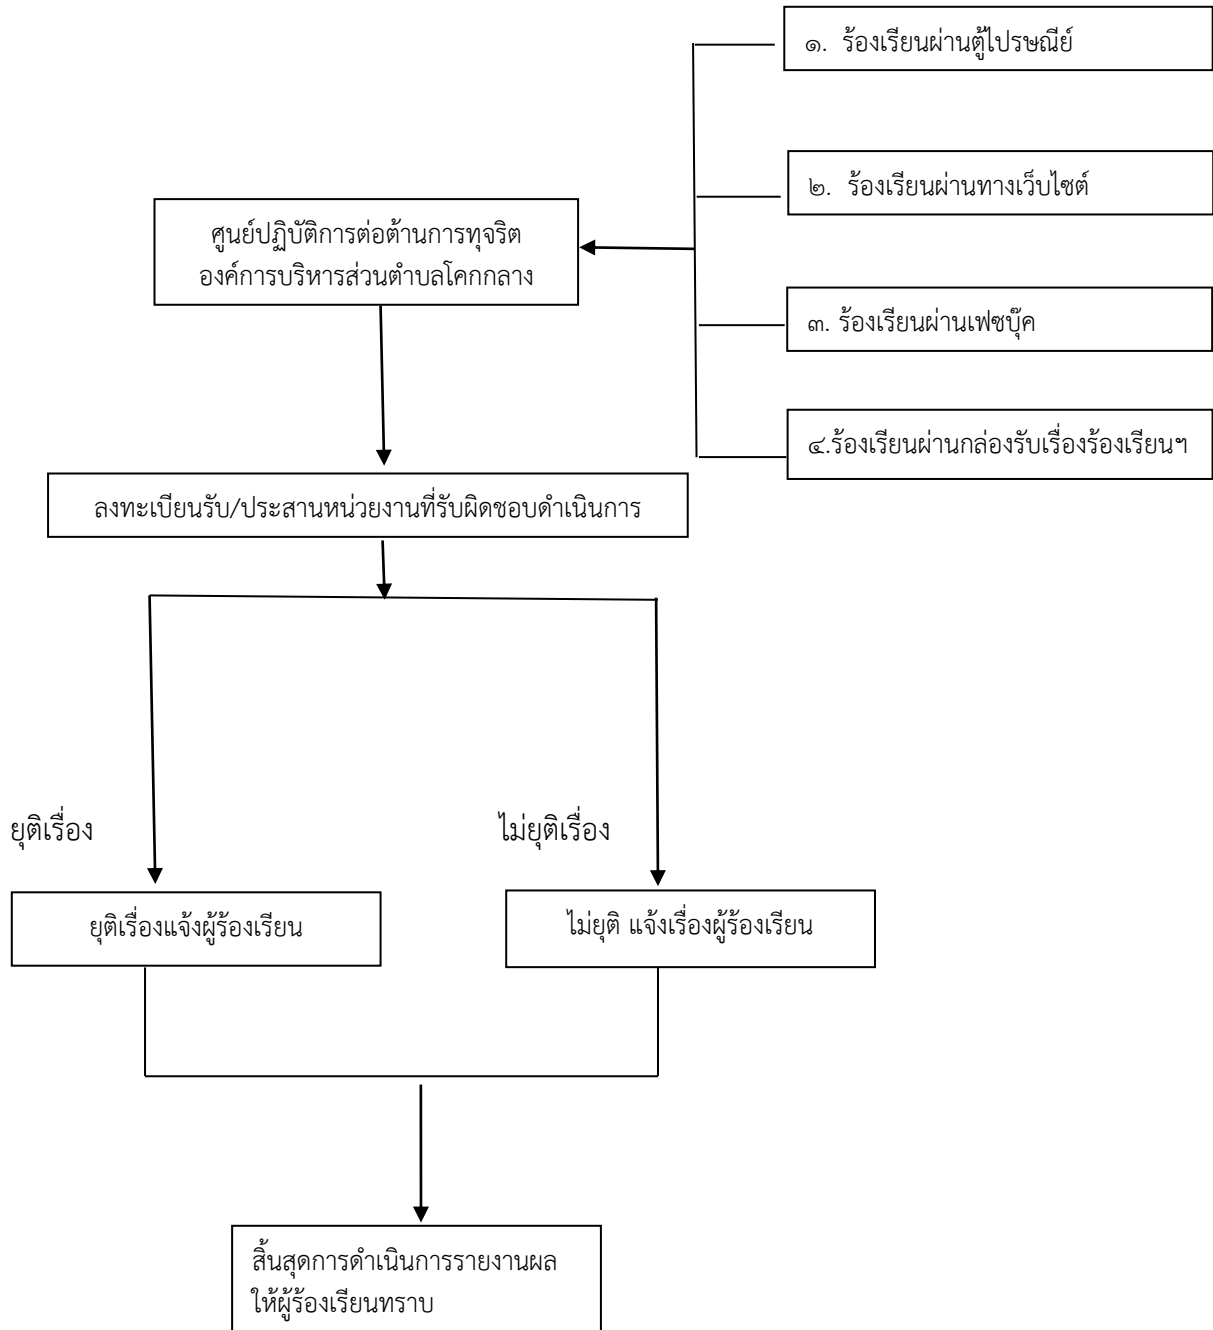 ๑.  ร้องเรียนผ่านตู้ไปรษณีย์
๒.  ร้องเรียนผ่านทางเว็บไซต์
ศูนย์ปฏิบัติการต่อต้านการทุจริต
องค์การบริหารส่วนตำบลโคกกลาง
๓. ร้องเรียนผ่านเฟซบุ๊ค
๔.ร้องเรียนผ่านกล่องรับเรื่องร้องเรียนฯ
ลงทะเบียนรับ/ประสานหน่วยงานที่รับผิดชอบดำเนินการ
ยุติเรื่อง
ไม่ยุติเรื่อง
ยุติเรื่องแจ้งผู้ร้องเรียน
ไม่ยุติ แจ้งเรื่องผู้ร้องเรียน
สิ้นสุดการดำเนินการรายงานผล
ให้ผู้ร้องเรียนทราบ